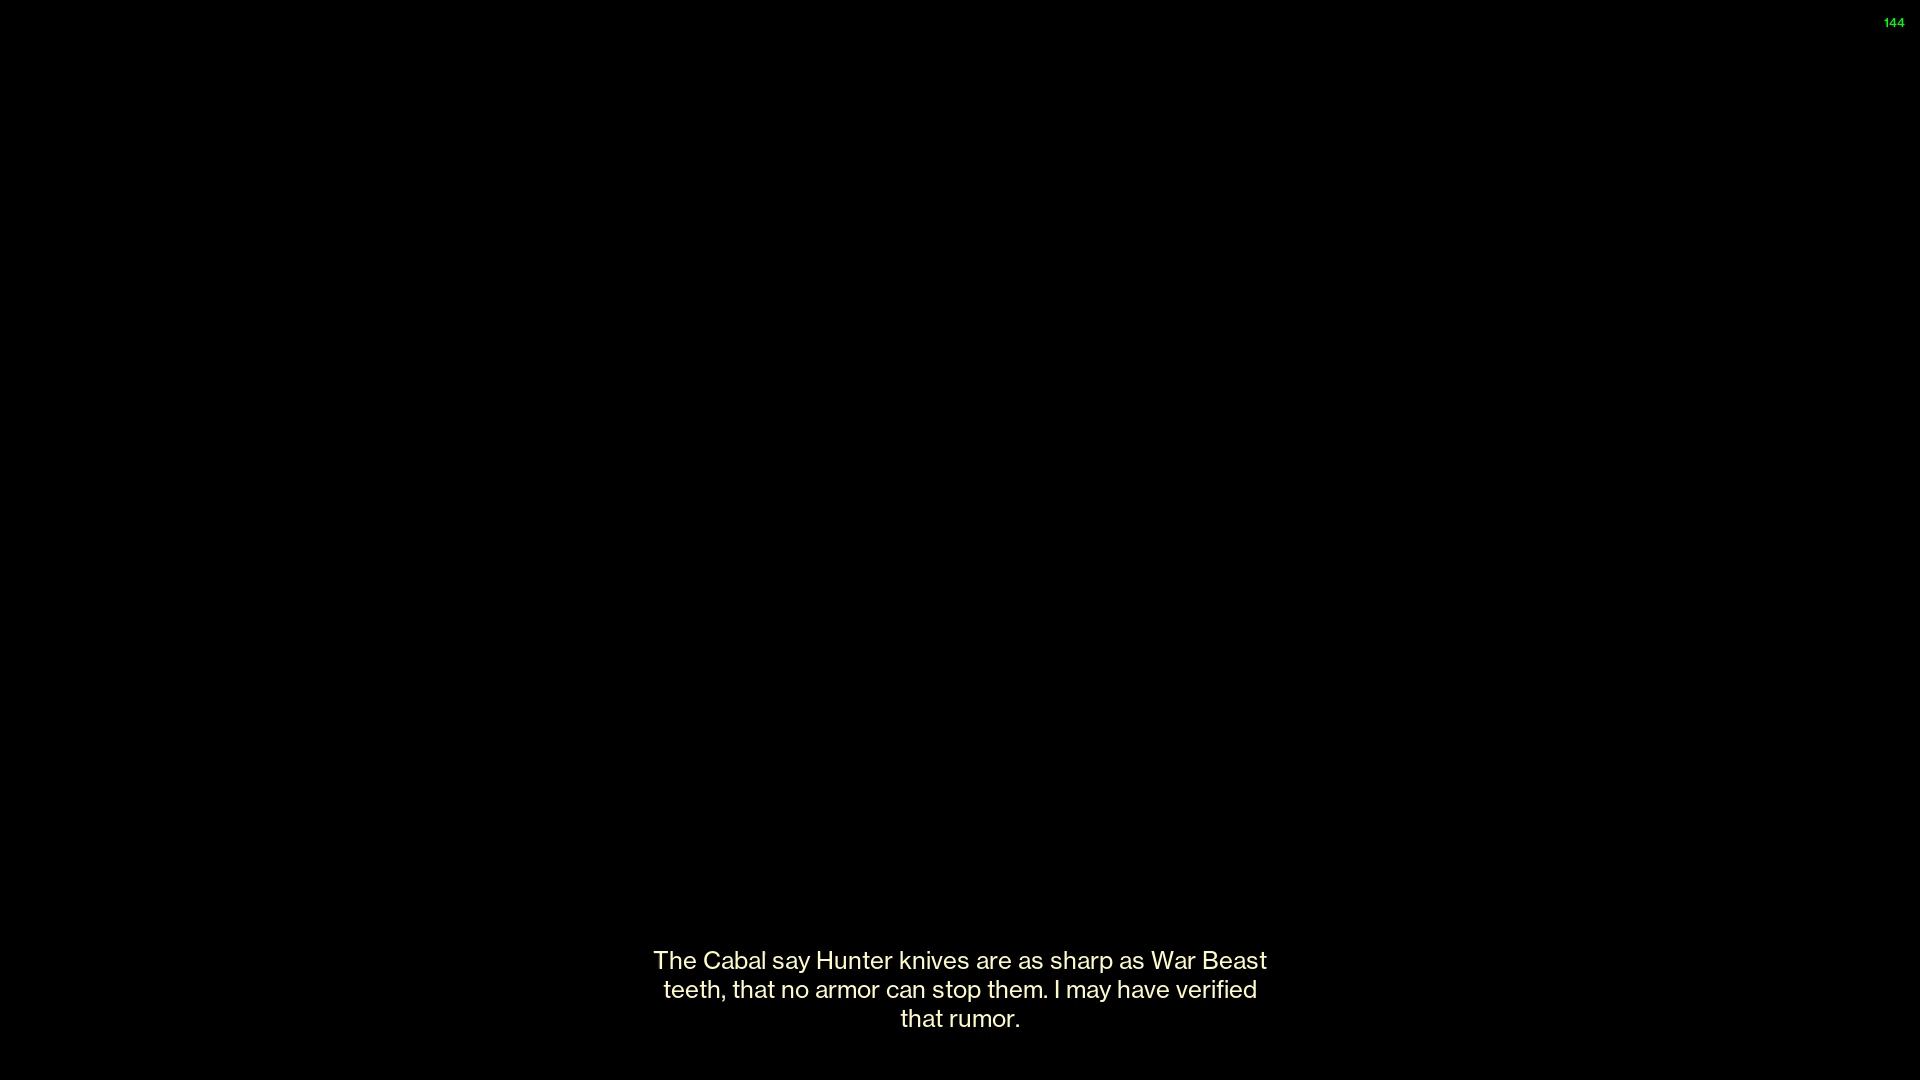 144
The Cabal say Hunter knives are as sharp as War Beast
teeth, that no armor can stop them. I may have verified
that rumor.